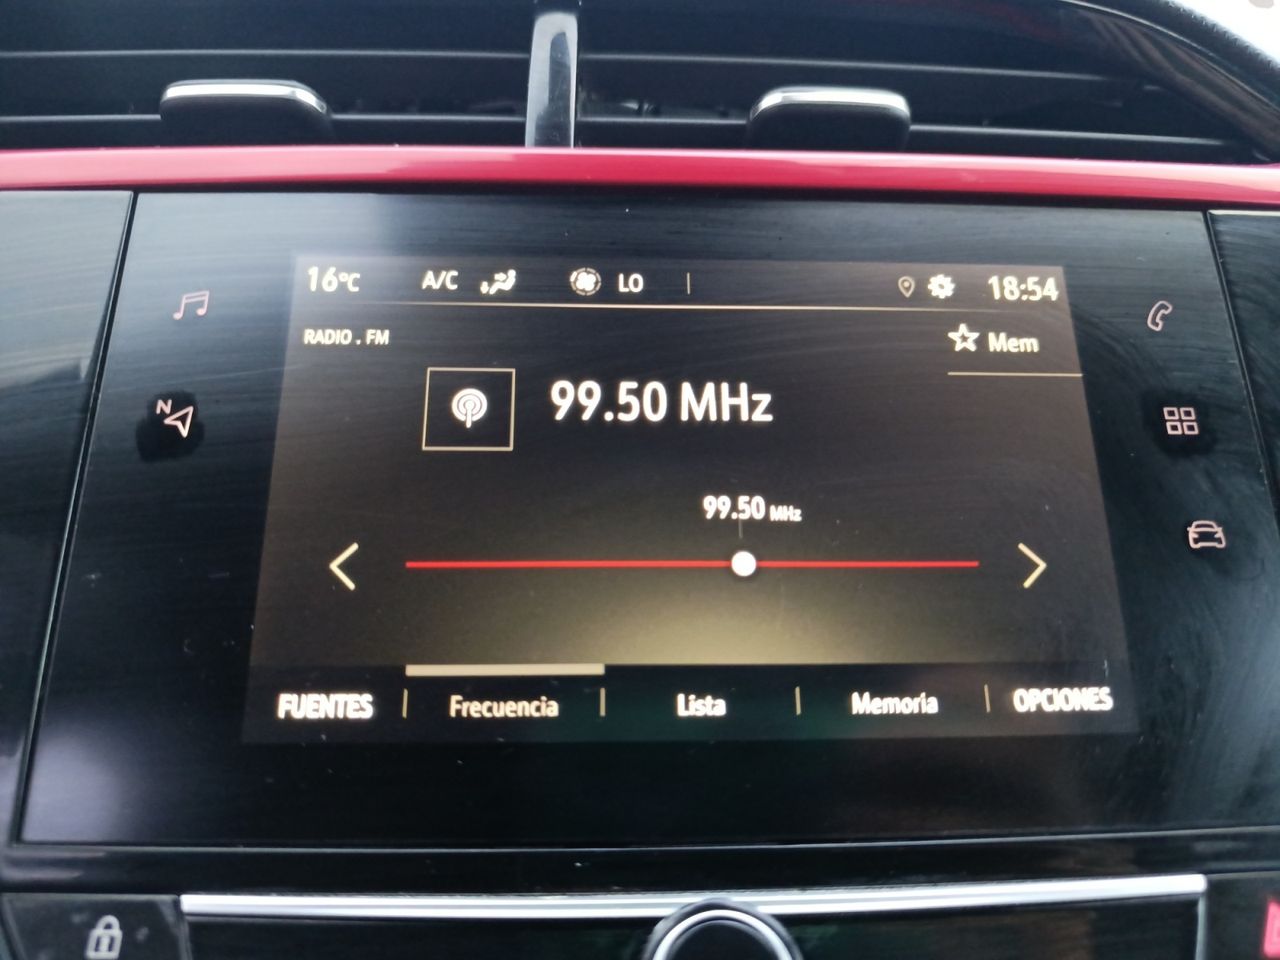 16°C A/C LO 18:54
RADIO . FM
Mem
99.50 MHz
99.50 MHz
N
FUENTES Frecuencia Lista Memoria OPCIONES